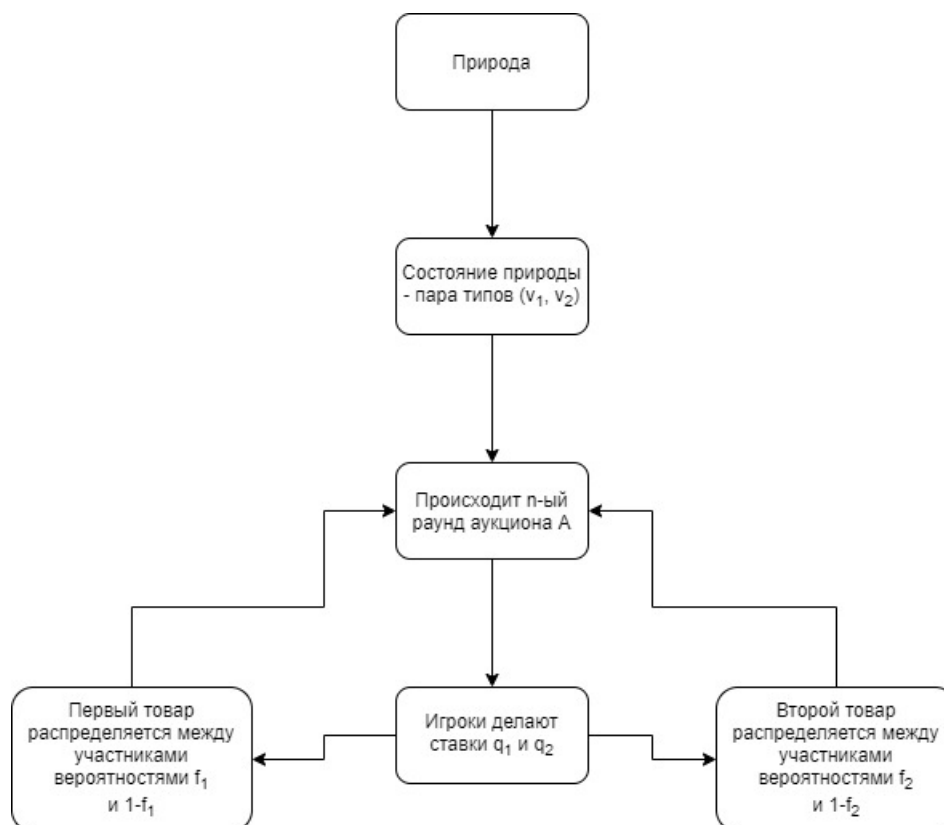 Природа
Состояние природы
- пара типов (v₁, v₂)
Происходит n-ый
раунд аукциона А
Первый товар
распределяется между
участниками
вероятностями f₁
и 1-f₁
Игроки делают
ставки q₁ и q₂
Второй товар
распределяется между
участниками
вероятностями f₂
и 1-f₂